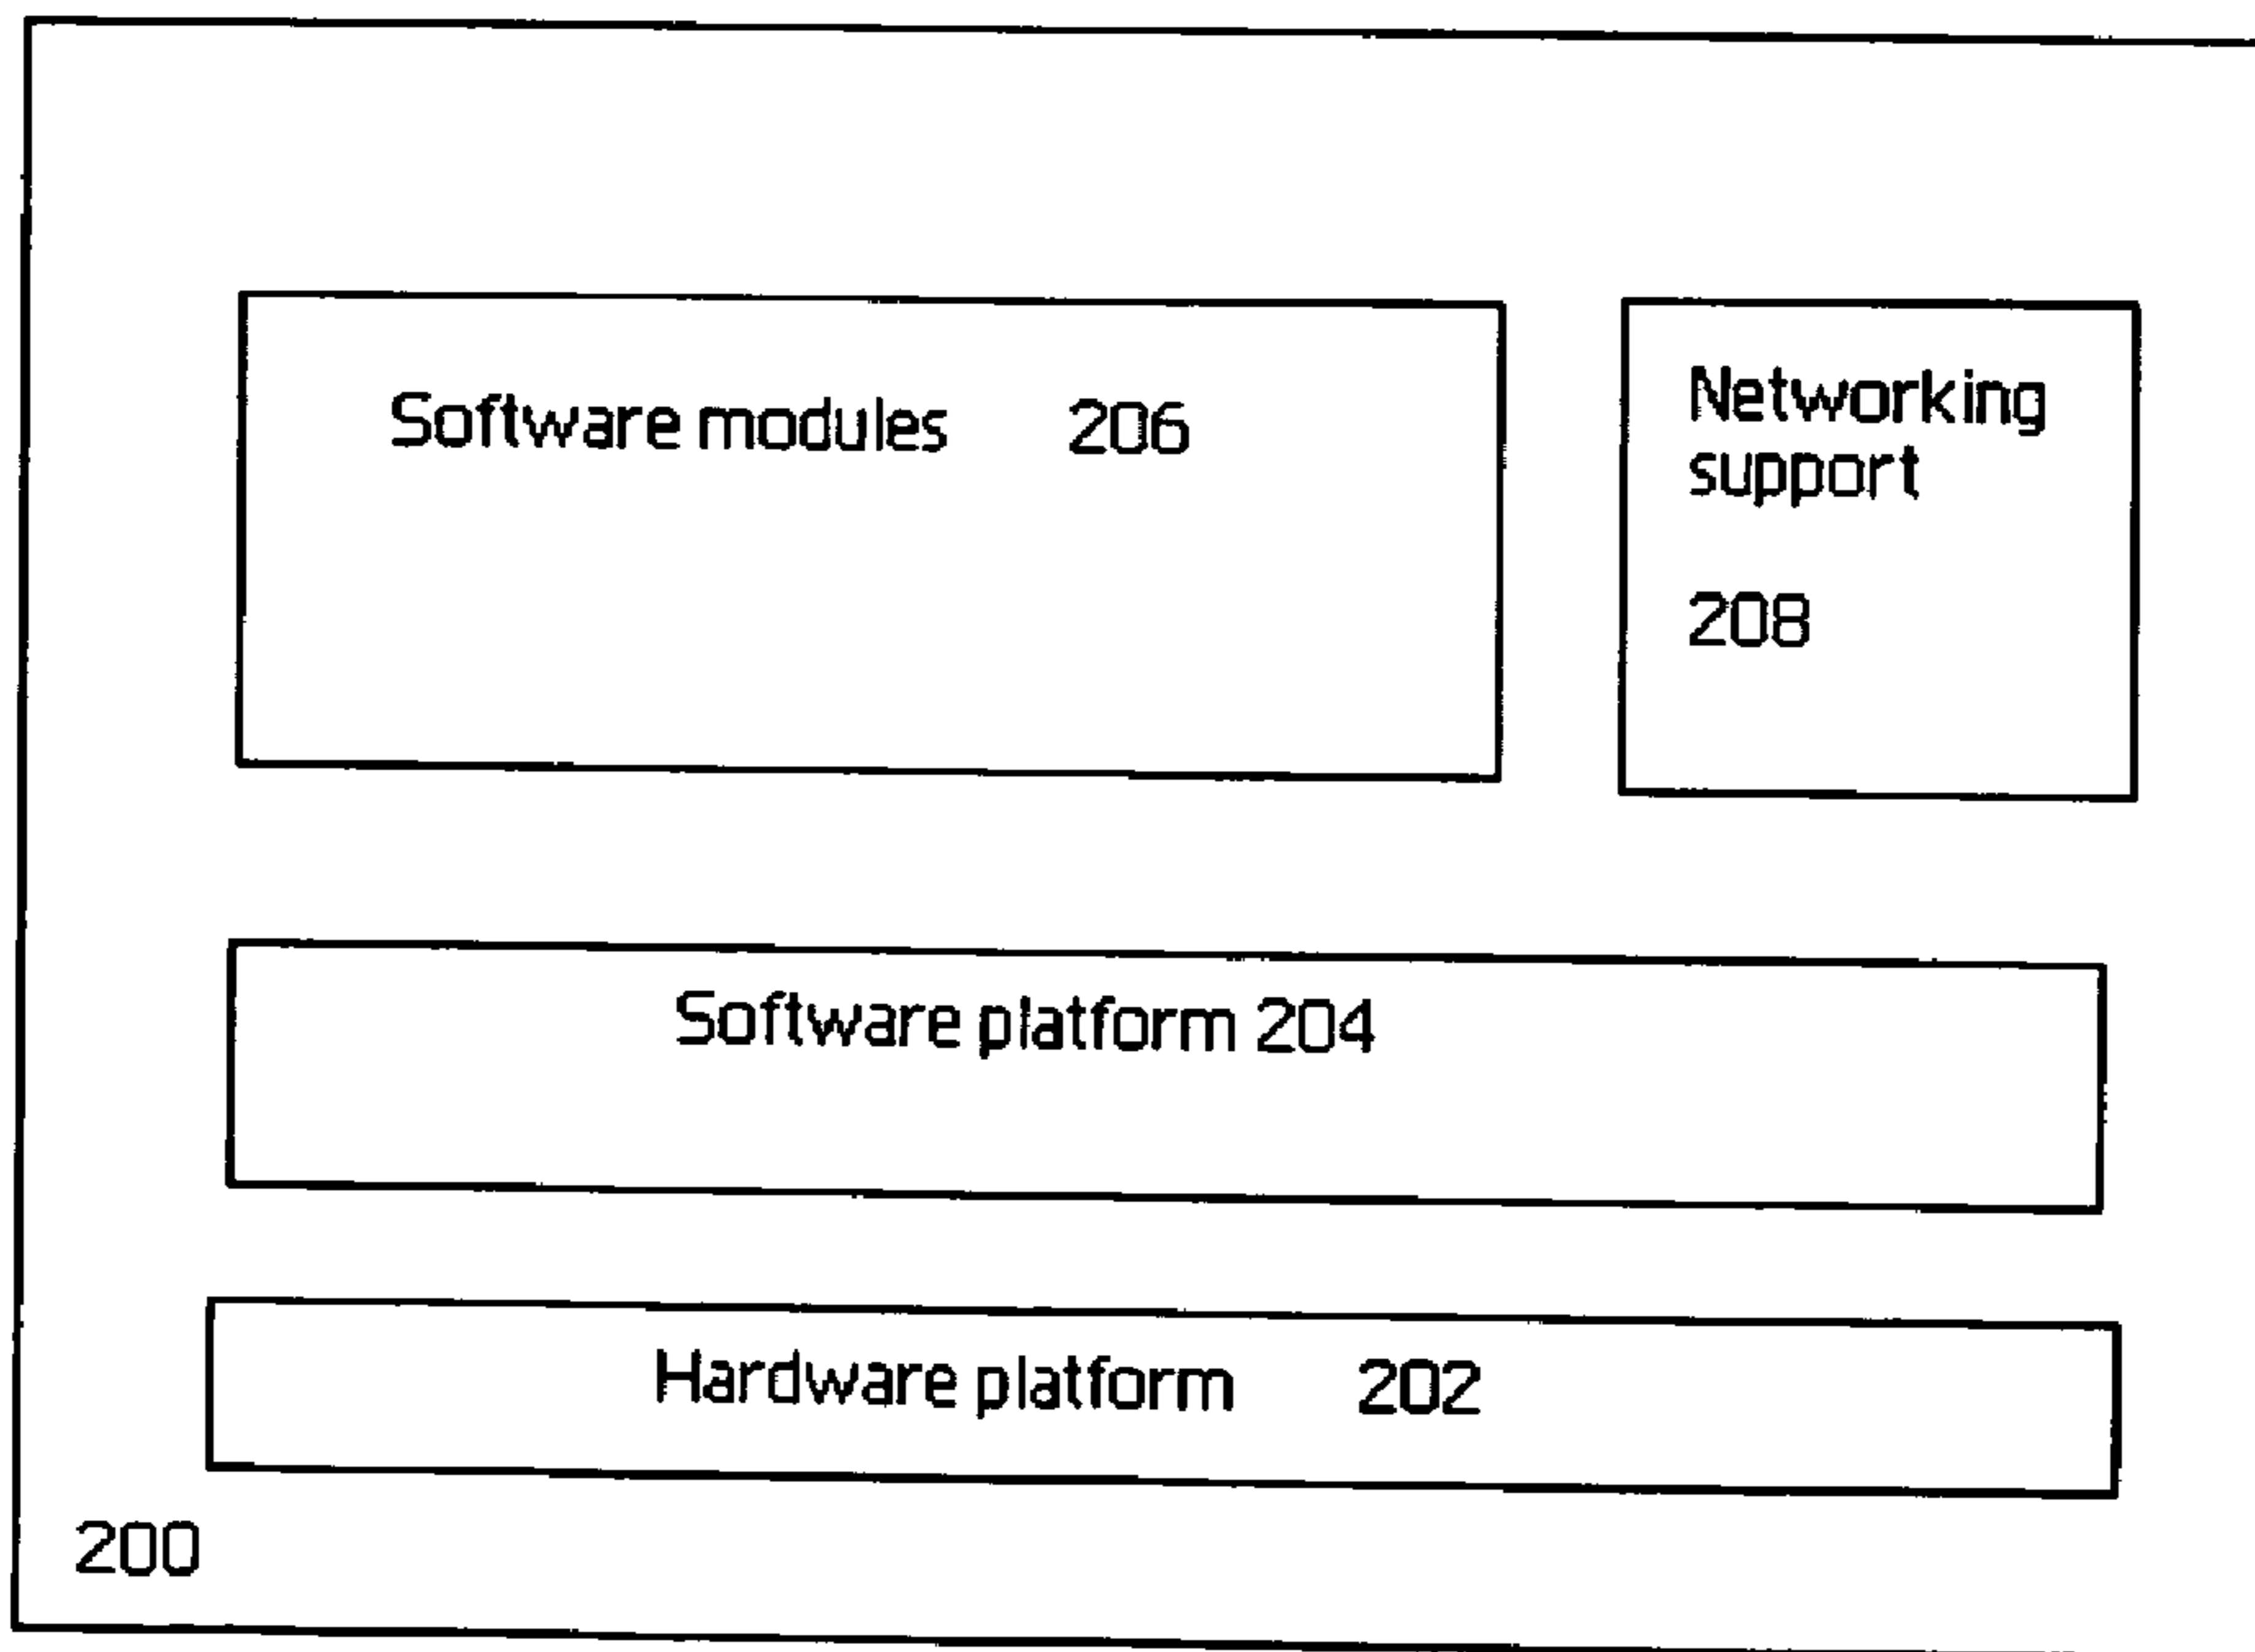 Software modules 206
Networking
support
208
Software platform 204
Hardware platform 202
200